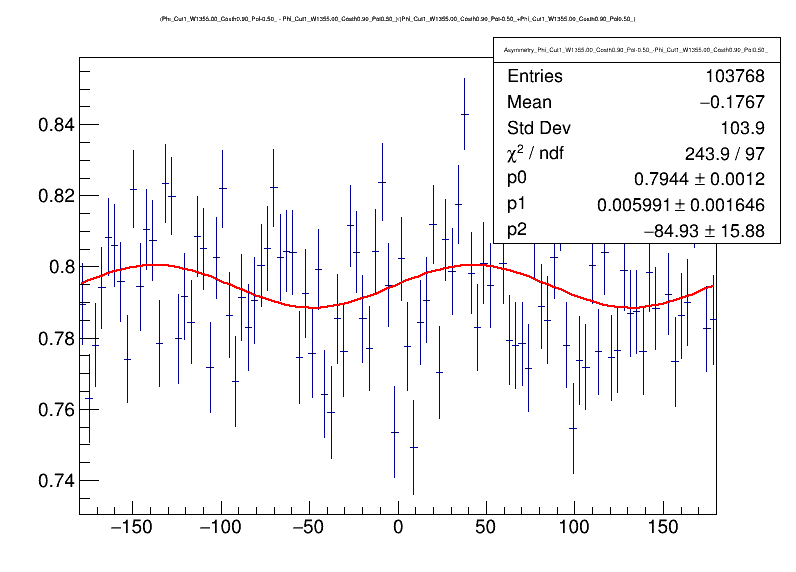 (Phi_Cut1_W1355.00_Costh0.90_Pol-0.50_ - Phi_Cut1_W1355.00_Costh0.90_Pol0.50_)/(Phi_Cut1_W1355.00_Costh0.90_Pol-0.50_+Phi_Cut1_W1355.00_Costh0.90_Pol0.50_)
Asymmetry_Phi_Cut1_W1355.00_Costh0.90_Pol-0.50_-Phi_Cut1_W1355.00_Costh0.90_Pol0.50_
Entries 103768
Mean −0.1767
Std Dev 103.9
χ² / ndf 243.9 / 97
p0 0.7944 ± 0.0012
p1 0.005991 ± 0.001646
p2 −84.93 ± 15.88
0.84
0.82
0.8
0.78
0.76
0.74
−150 −100 −50 0 50 100 150